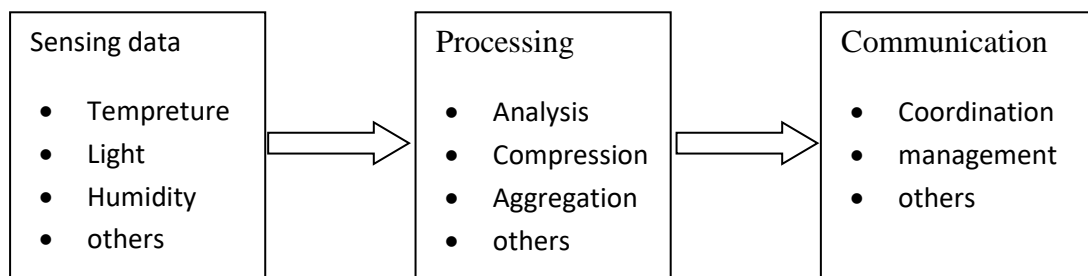 Sensing data
• Tempreture
• Light
• Humidity
• others
Processing
• Analysis
• Compression
• Aggregation
• others
Communication
• Coordination
• management
• others